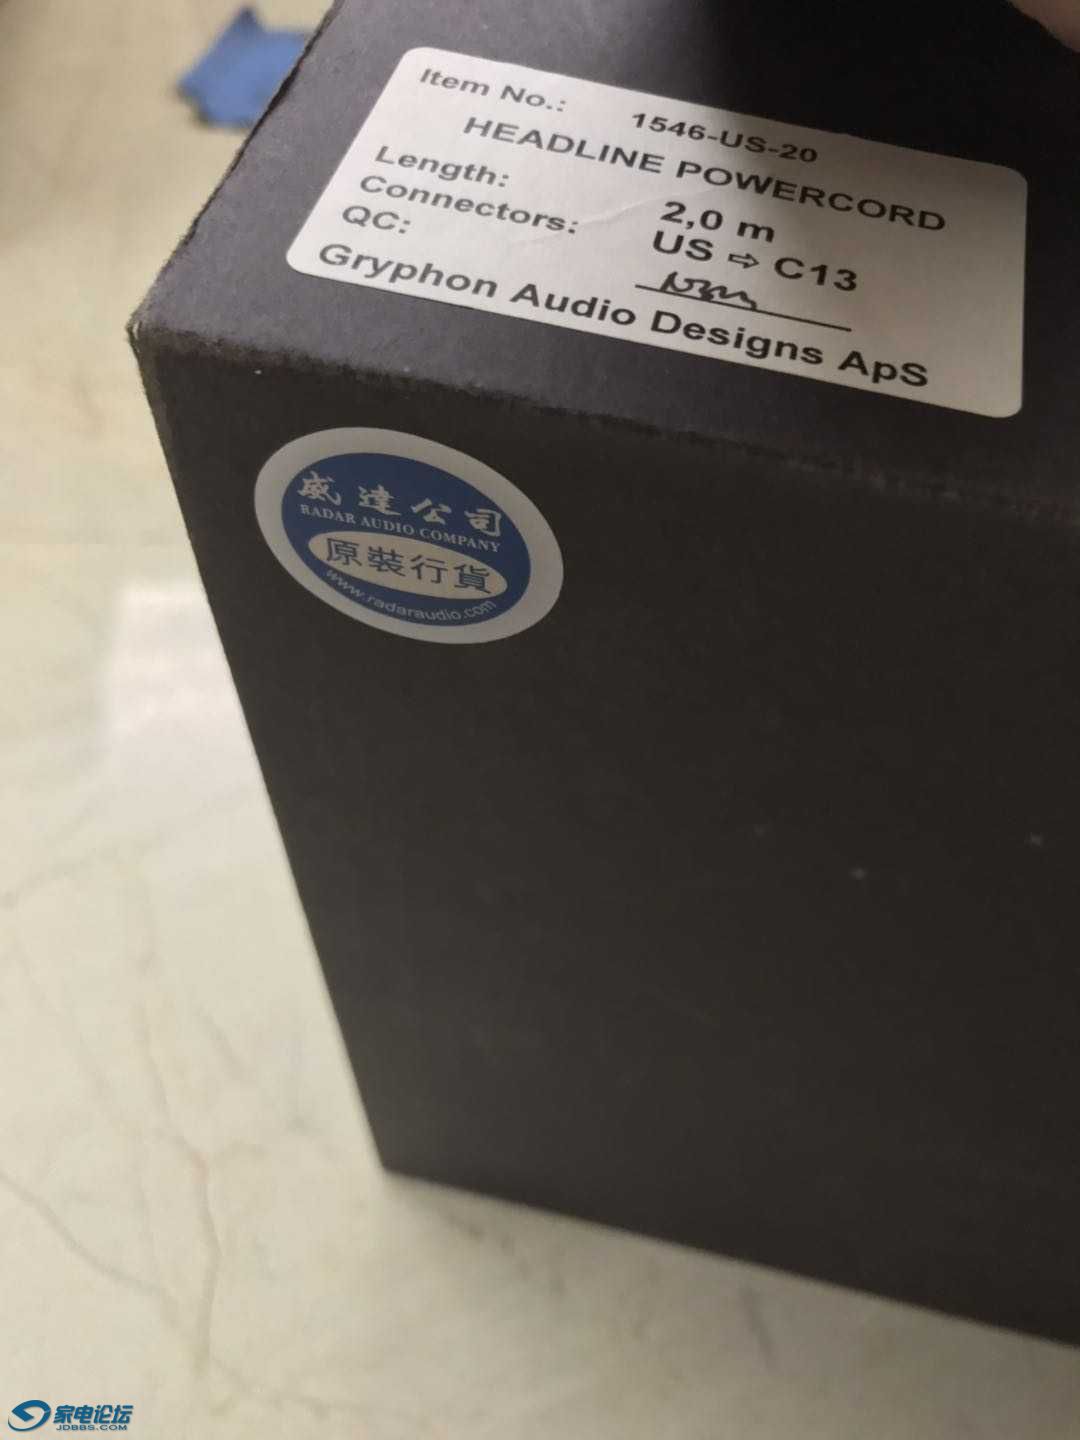 Item No.: 1546-US-20
HEADLINE POWERCORD
Length: 2,0 m
Connectors: US ⇨ C13
QC:
Gryphon Audio Designs ApS
威達公司
RADAR AUDIO COMPANY
原裝行貨
www.radaraudio.com
家电论坛
JDBBS.COM